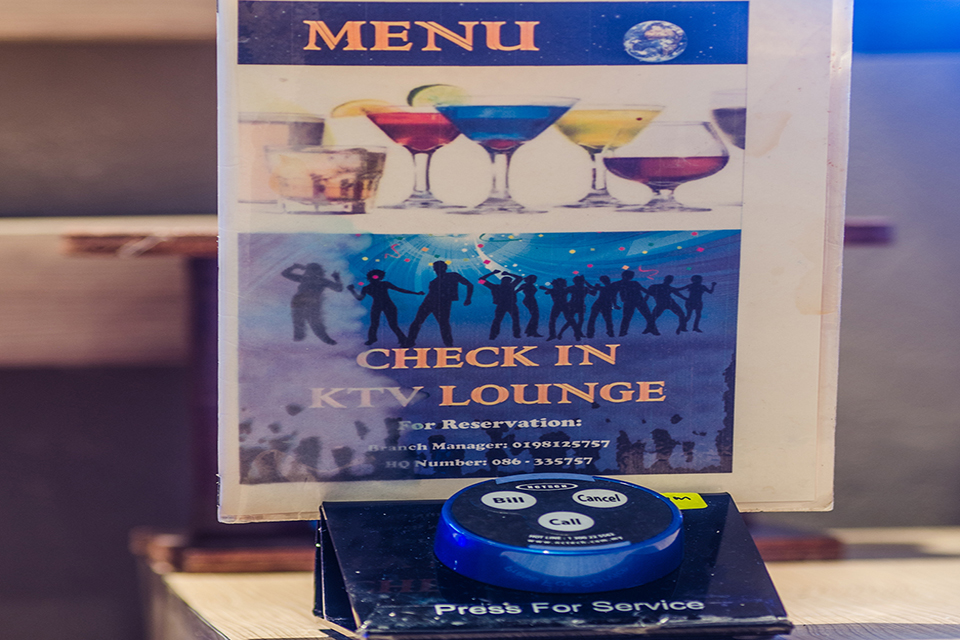 MENU
CHECK IN
KTV LOUNGE
For Reservation:
Branch Manager: 0198125757
HQ Number: 086 - 335757
Bill
Cancel
Call
Press For Service